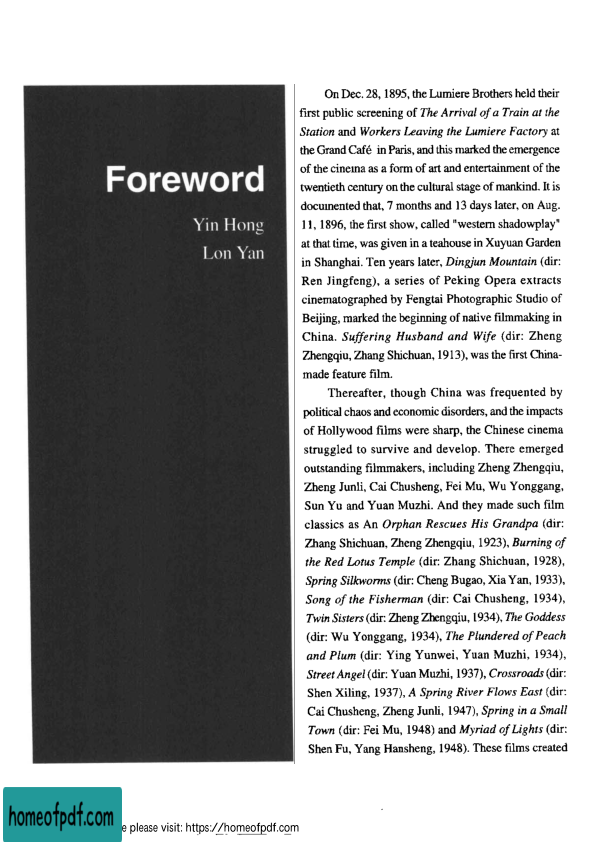 Foreword
Yin Hong
Lon Yan
On Dec. 28, 1895, the Lumiere Brothers held their
first public screening of The Arrival of a Train at the
Station and Workers Leaving the Lumiere Factory at
the Grand Café in Paris, and this marked the emergence
of the cinema as a form of art and entertainment of the
twentieth century on the cultural stage of mankind. It is
documented that, 7 months and 13 days later, on Aug.
11, 1896, the first show, called "western shadowplay"
at that time, was given in a teahouse in Xuyuan Garden
in Shanghai. Ten years later, Dingjun Mountain (dir:
Ren Jingfeng), a series of Peking Opera extracts
cinematographed by Fengtai Photographic Studio of
Beijing, marked the beginning of native filmmaking in
China. Suffering Husband and Wife (dir: Zheng
Zhengqiu, Zhang Shichuan, 1913), was the first China-
made feature film.
Thereafter, though China was frequented by
political chaos and economic disorders, and the impacts
of Hollywood films were sharp, the Chinese cinema
struggled to survive and develop. There emerged
outstanding filmmakers, including Zheng Zhengqiu,
Zheng Junli, Cai Chusheng, Fei Mu, Wu Yonggang,
Sun Yu and Yuan Muzhi. And they made such film
classics as An Orphan Rescues His Grandpa (dir:
Zhang Shichuan, Zheng Zhengqiu, 1923), Burning of
the Red Lotus Temple (dir: Zhang Shichuan, 1928),
Spring Silkworms (dir: Cheng Bugao, Xia Yan, 1933),
Song of the Fisherman (dir: Cai Chusheng, 1934),
Twin Sisters (dir: Zheng Zhengqiu, 1934), The Goddess
(dir: Wu Yonggang, 1934), The Plundered of Peach
and Plum (dir: Ying Yunwei, Yuan Muzhi, 1934),
Street Angel (dir: Yuan Muzhi, 1937), Crossroads (dir:
Shen Xiling, 1937), A Spring River Flows East (dir:
Cai Chusheng, Zheng Junli, 1947), Spring in a Small
Town (dir: Fei Mu, 1948) and Myriad of Lights (dir:
Shen Fu, Yang Hansheng, 1948). These films created
homeofpdf.com
e please visit: https://homeofpdf.com